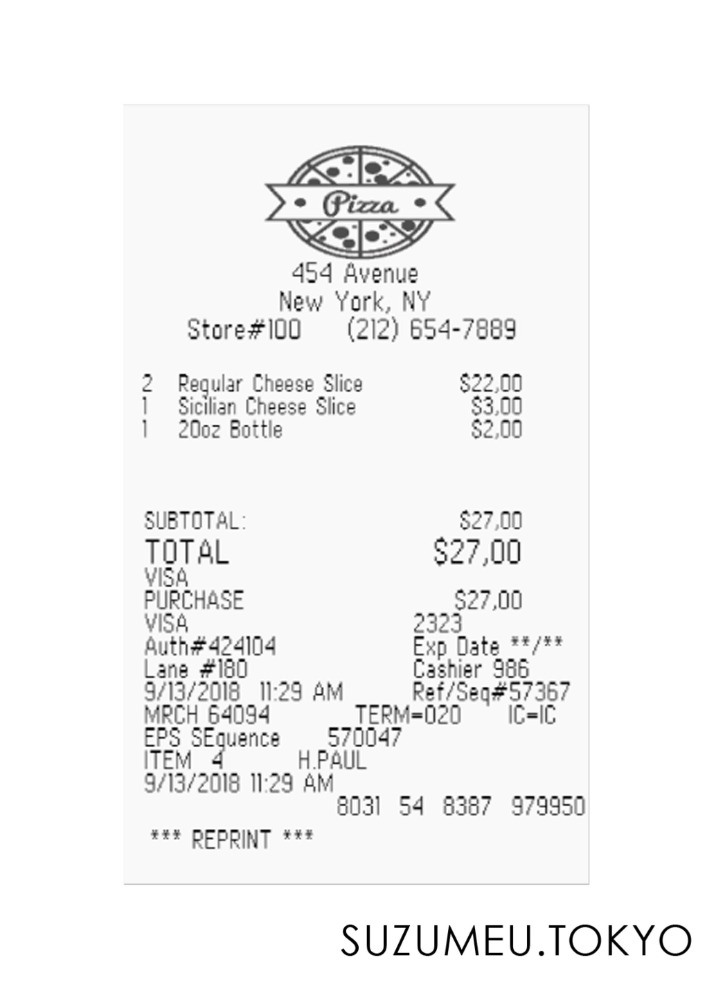 Pizza
454 Avenue
New York, NY
Store#100 (212) 654-7889
2 Regular Cheese Slice $22,00
1 Sicilian Cheese Slice $3,00
1 20oz Bottle $2,00
SUBTOTAL: $27,00
TOTAL $27,00
VISA
PURCHASE $27,00
VISA 2323
Auth#424104 Exp Date **/**
Lane #180 Cashier 986
9/13/2018 11:29 AM Ref/Seq#57367
MRCH 64094 TERM=020 IC=IC
EPS SEquence 570047
ITEM 4 H.PAUL
9/13/2018 11:29 AM
8031 54 8387 979950
*** REPRINT ***
SUZUMEU.TOKYO